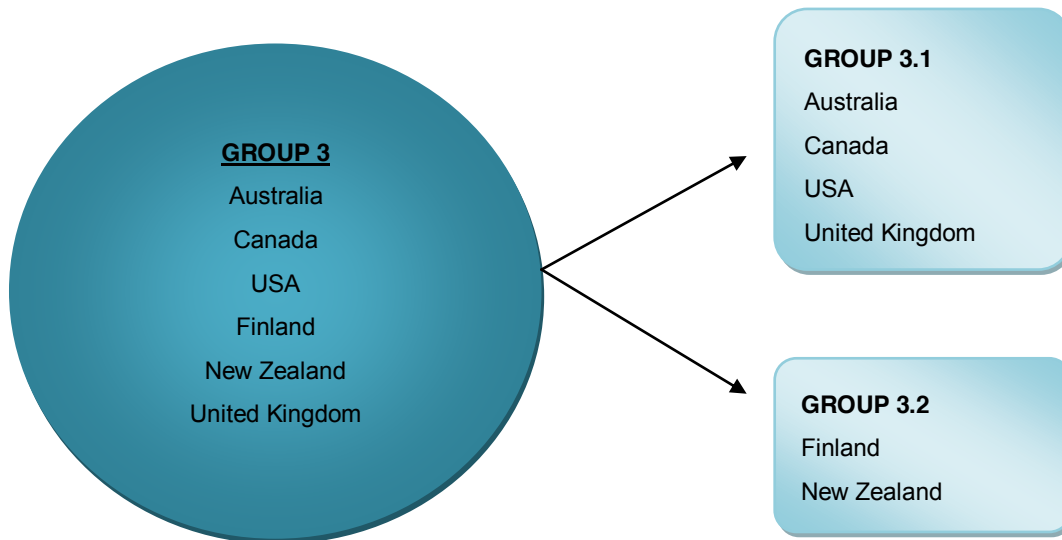 GROUP 3
Australia
Canada
USA
Finland
New Zealand
United Kingdom
GROUP 3.1
Australia
Canada
USA
United Kingdom
GROUP 3.2
Finland
New Zealand